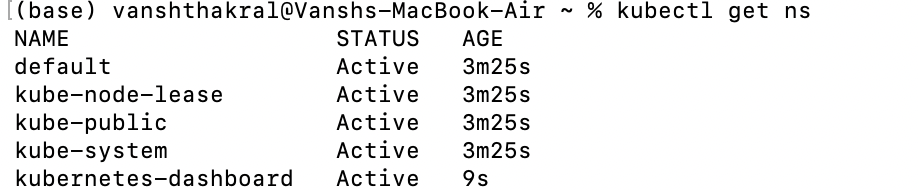 [(base) vanshthakral@Vanshs-MacBook-Air ~ % kubectl get ns
NAME                   STATUS   AGE
default                Active   3m25s
kube-node-lease        Active   3m25s
kube-public            Active   3m25s
kube-system            Active   3m25s
kubernetes-dashboard   Active   9s